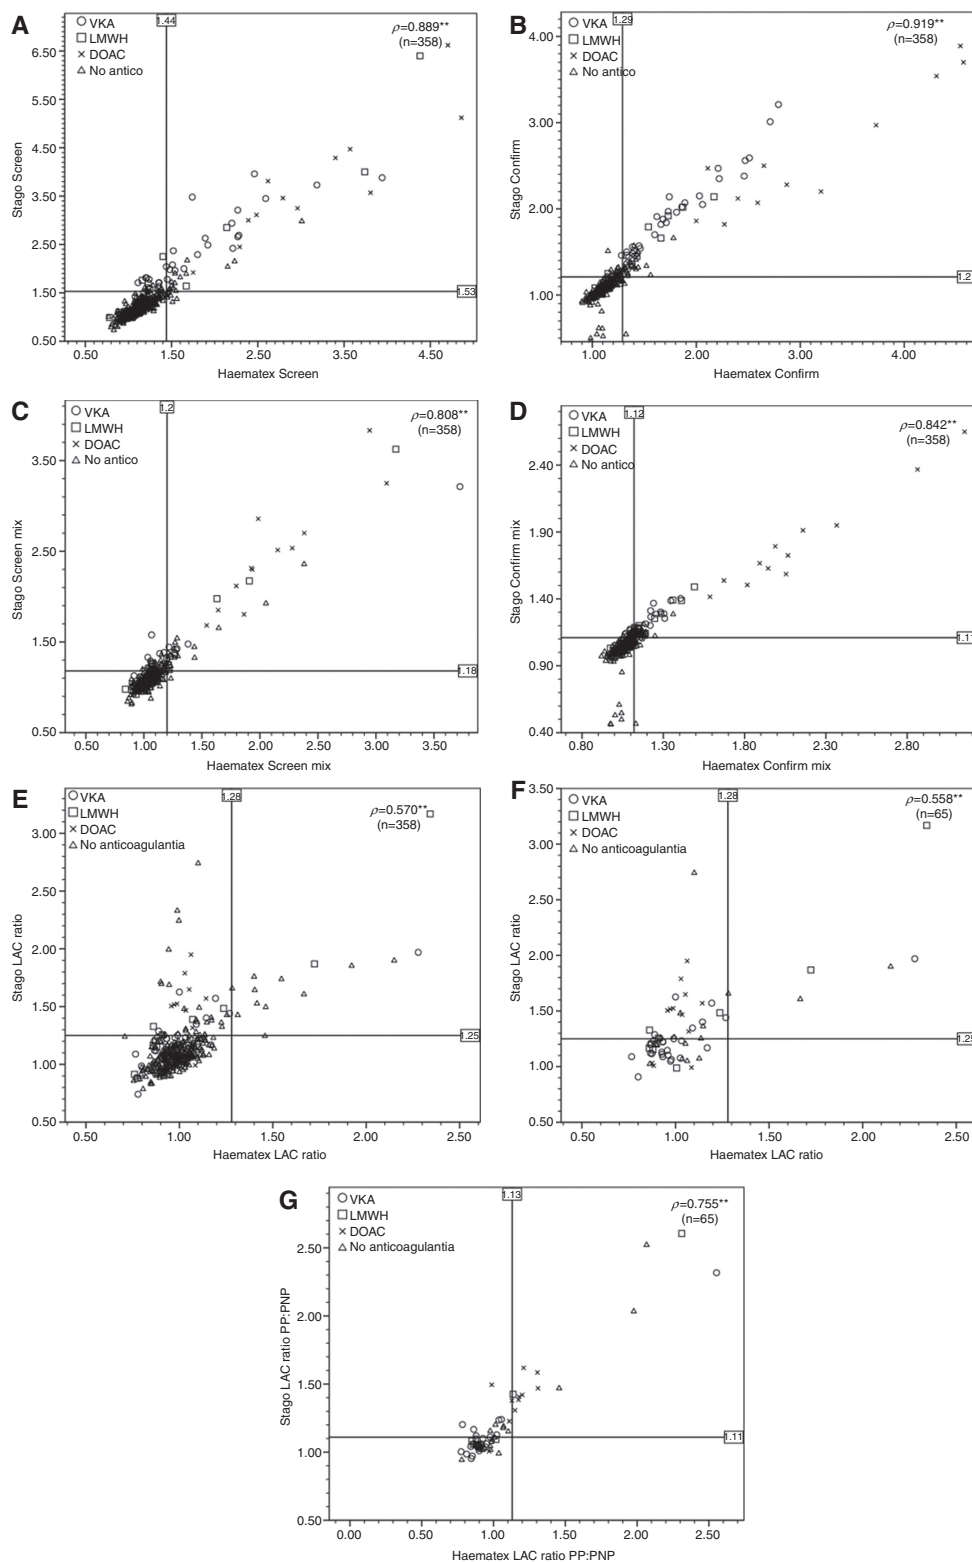 A
VKA
LMWH
DOAC
No antico
1.44
ρ=0.889**
(n=358)
6.50
5.50
4.50
3.50
2.50
1.50
0.50
1.53
Stago Screen
0.50 1.50 2.50 3.50 4.50
Haematex Screen
B
VKA
LMWH
DOAC
No antico
1.29
ρ=0.919**
(n=358)
4.00
3.00
2.00
1.00
1.2
Stago Confirm
1.00 2.00 3.00 4.00
Haematex Confirm
C
VKA
LMWH
DOAC
No antico
1.2
ρ=0.808**
(n=358)
3.50
2.50
1.50
0.50
1.18
Stago Screen mix
0.50 1.00 1.50 2.00 2.50 3.00 3.50
Haematex Screen mix
D
VKA
LMWH
DOAC
No antico
1.12
ρ=0.842**
(n=358)
2.40
1.90
1.40
0.90
0.40
1.11
Stago Confirm mix
0.80 1.30 1.80 2.30 2.80
Haematex Confirm mix
E
VKA
LMWH
DOAC
No anticoagulantia
1.28
ρ=0.570**
(n=358)
3.00
2.50
2.00
1.50
1.00
0.50
1.25
Stago LAC ratio
0.50 1.00 1.50 2.00 2.50
Haematex LAC ratio
F
VKA
LMWH
DOAC
No anticoagulantia
1.28
ρ=0.558**
(n=65)
3.50
3.00
2.50
2.00
1.50
1.00
0.50
1.25
Stago LAC ratio
0.50 1.00 1.50 2.00 2.50
Haematex LAC ratio
G
VKA
LMWH
DOAC
No anticoagulantia
1.13
ρ=0.755**
(n=65)
2.50
2.00
1.50
1.00
0.50
1.11
Stago LAC ratio PP:PNP
0.00 0.50 1.00 1.50 2.00 2.50
Haematex LAC ratio PP:PNP